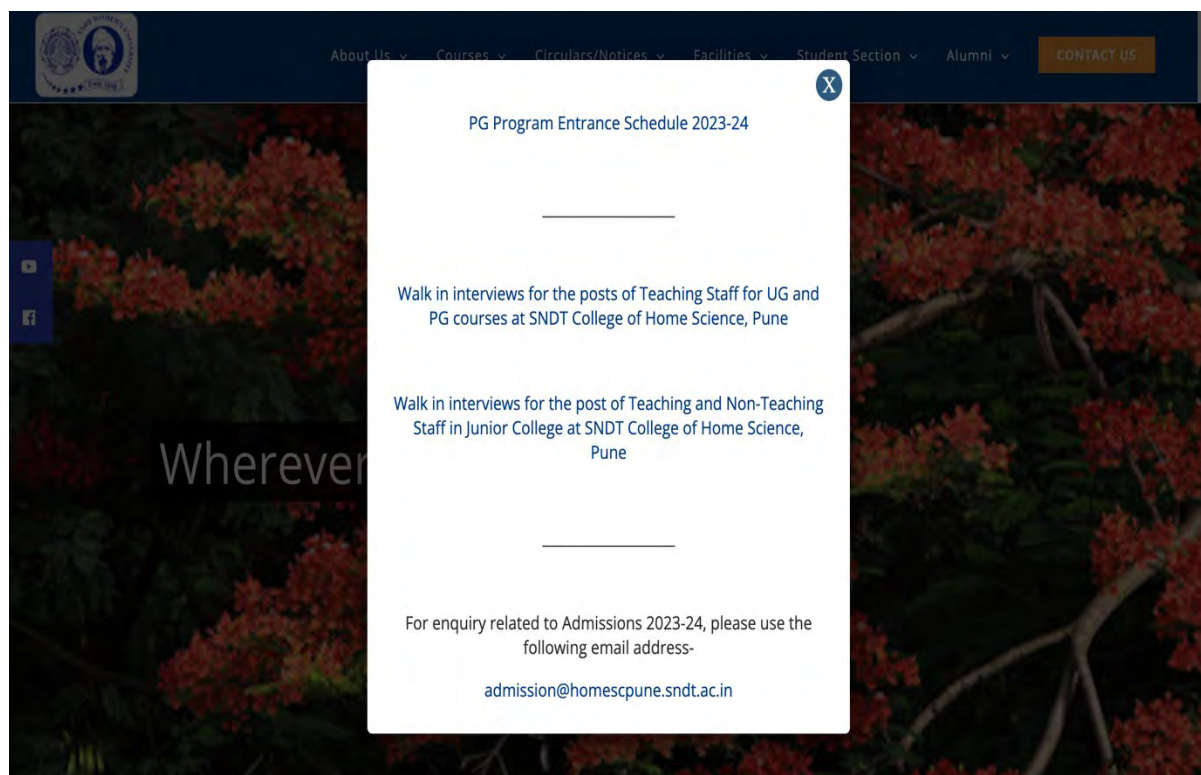 About Us
Courses
Circulars/Notices
Facilities
Student Section
Alumni
CONTACT US
X
PG Program Entrance Schedule 2023-24
Walk in interviews for the posts of Teaching Staff for UG and
PG courses at SNDT College of Home Science, Pune
Walk in interviews for the post of Teaching and Non-Teaching
Staff in Junior College at SNDT College of Home Science,
Pune
Wherever
For enquiry related to Admissions 2023-24, please use the
following email address-
admission@homescpune.sndt.ac.in